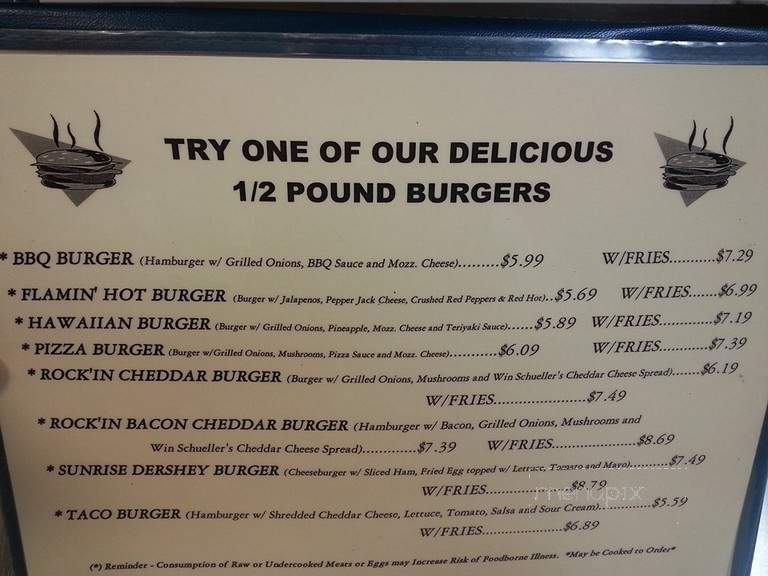 TRY ONE OF OUR DELICIOUS
1/2 POUND BURGERS
* BBQ BURGER (Hamburger w/ Grilled Onions, BBQ Sauce and Mozz. Cheese).........$5.99 W/FRIES...........$7.29
* FLAMIN' HOT BURGER (Burger w/ Jalapenos, Pepper Jack Cheese, Crushed Red Peppers & Red Hot)..$5.69 W/FRIES.......$6.99
* HAWAIIAN BURGER (Burger w/ Grilled Onions, Pineapple, Mozz. Cheese and Teriyaki Sauce)......$5.89 W/FRIES.............$7.19
* PIZZA BURGER (Burger w/Grilled Onions, Mushrooms, Pizza Sauce and Mozz. Cheese)............$6.09 W/FRIES............$7.39
* ROCK'IN CHEDDAR BURGER (Burger w/ Grilled Onions, Mushrooms and Win Schueller's Cheddar Cheese Spread).......$6.19
W/FRIES....................$7.49
* ROCK'IN BACON CHEDDAR BURGER (Hamburger w/ Bacon, Grilled Onions, Mushrooms and
Win Schueller's Cheddar Cheese Spread).............$7.39 W/FRIES....................$8.69
* SUNRISE DERSHEY BURGER (Cheeseburger w/ Sliced Ham, Fried Egg topped w/ Lettuce, Tomato and Mayo)..........$7.49
W/FRIES...................$8.79
* TACO BURGER (Hamburger w/ Shredded Cheddar Cheese, Lettuce, Tomato, Salsa and Sour Cream).............$5.59
W/FRIES...................$6.89
(*) Reminder - Consumption of Raw or Undercooked Meats or Eggs may Increase Risk of Foodborne Illness. *May be Cooked to Order*
menupix